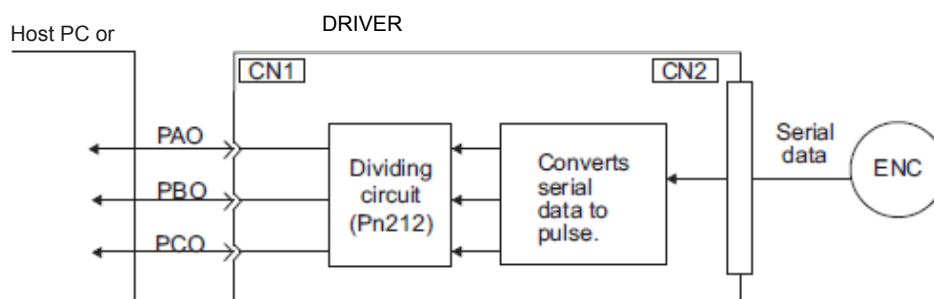 DRIVER
Host PC or
CN1
CN2
PAO
PBO
PCO
Dividing
circuit
(Pn212)
Converts
serial
data to
pulse.
Serial
data
ENC